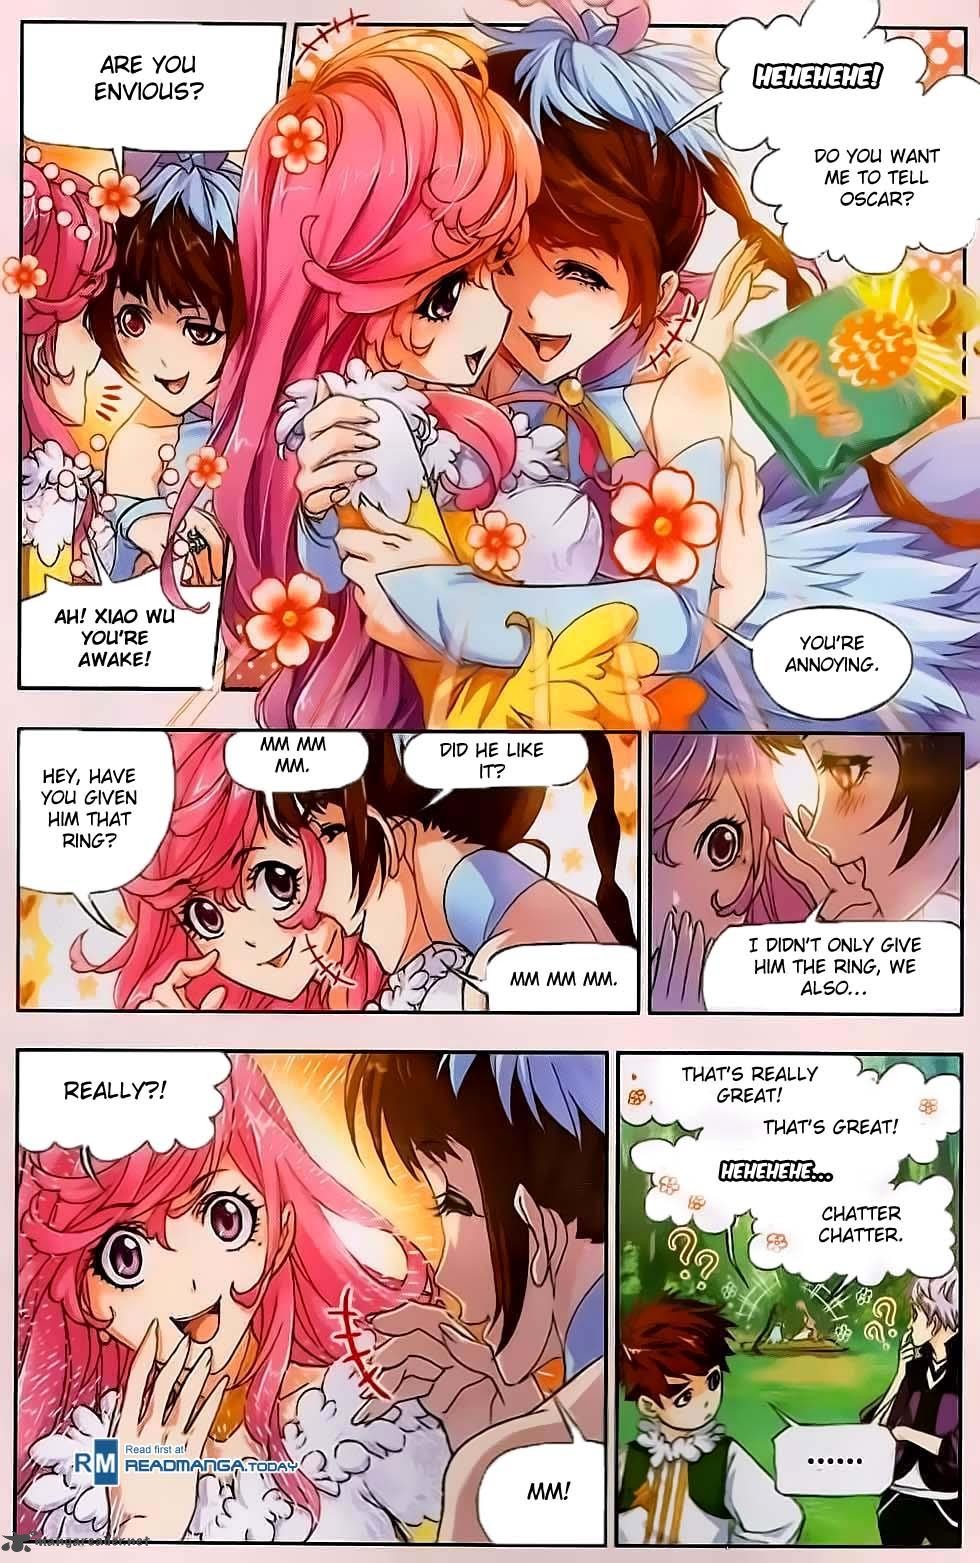 ARE YOU
ENVIOUS?
HEHEHEHE!
DO YOU WANT
ME TO TELL
OSCAR?
AH! XIAO WU
YOU'RE
AWAKE!
YOU'RE
ANNOYING.
HEY, HAVE
YOU GIVEN
HIM THAT
RING?
MM MM
MM.
DID HE LIKE
IT?
MM MM MM.
I DIDN'T ONLY GIVE
HIM THE RING, WE
ALSO...
REALLY?!
MM!
THAT'S REALLY
GREAT!
THAT'S GREAT!
HEHEHEHE...
CHATTER
CHATTER.
??
??
......
RM
Read first at
READMANGA.TODAY
Mangareader.net